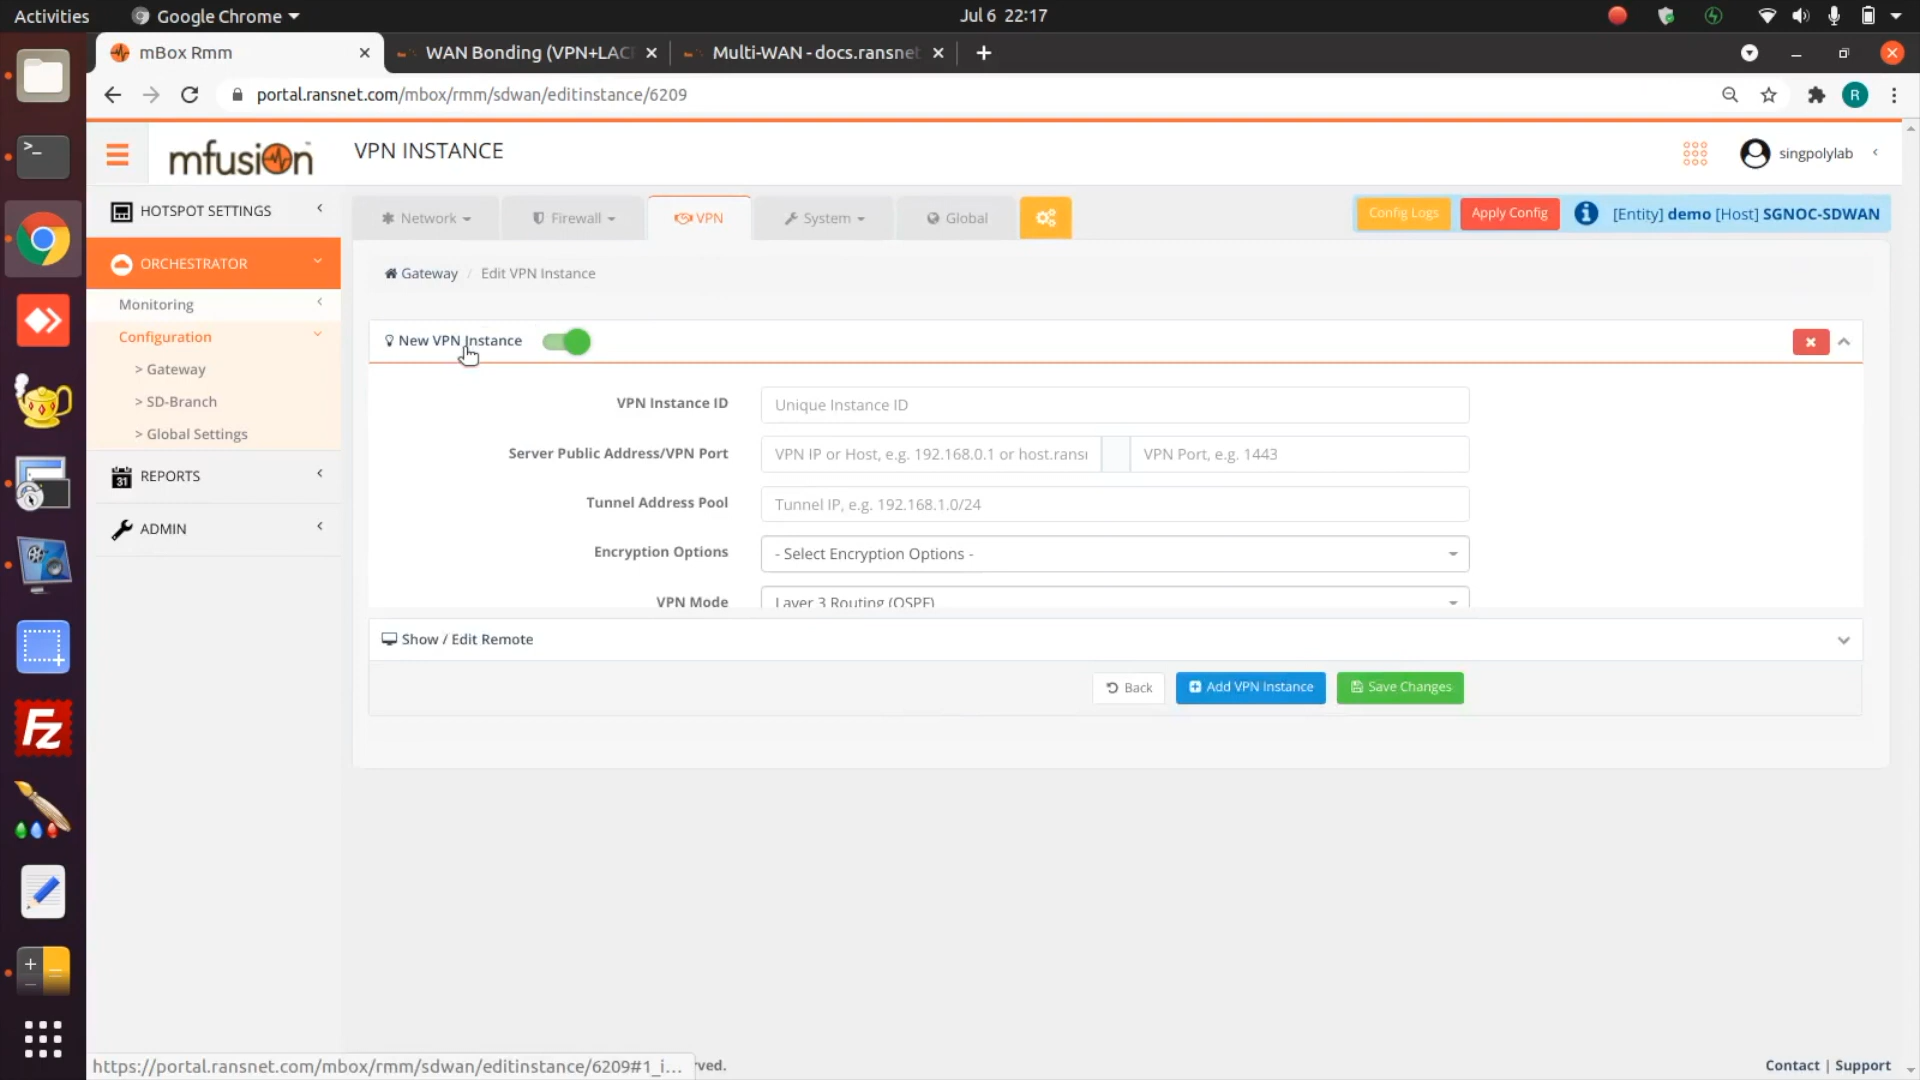 Activities
Google Chrome
Jul 6 22:17
mBox Rmm
WAN Bonding (VPN+LAC
Multi-WAN - docs.ransnet
portal.ransnet.com/mbox/rmm/sdwan/editinstance/6209
R
mfusion
VPN INSTANCE
singpolylab
HOTSPOT SETTINGS
ORCHESTRATOR
Monitoring
Configuration
> Gateway
> SD-Branch
> Global Settings
REPORTS
31
ADMIN
Network
Firewall
VPN
System
Global
Config Logs
Apply Config
[Entity] demo [Host] SGNOC-SDWAN
Gateway / Edit VPN Instance
New VPN Instance
VPN Instance ID
Unique Instance ID
Server Public Address/VPN Port
VPN IP or Host, e.g. 192.168.0.1 or host.rans
VPN Port, e.g. 1443
Tunnel Address Pool
Tunnel IP, e.g. 192.168.1.0/24
Encryption Options
- Select Encryption Options -
VPN Mode
Layer 3 Routing (OSPF)
Show / Edit Remote
Back
Add VPN Instance
Save Changes
Fz
https://portal.ransnet.com/mbox/rmm/sdwan/editinstance/6209#1_i...
rved.
Contact | Support